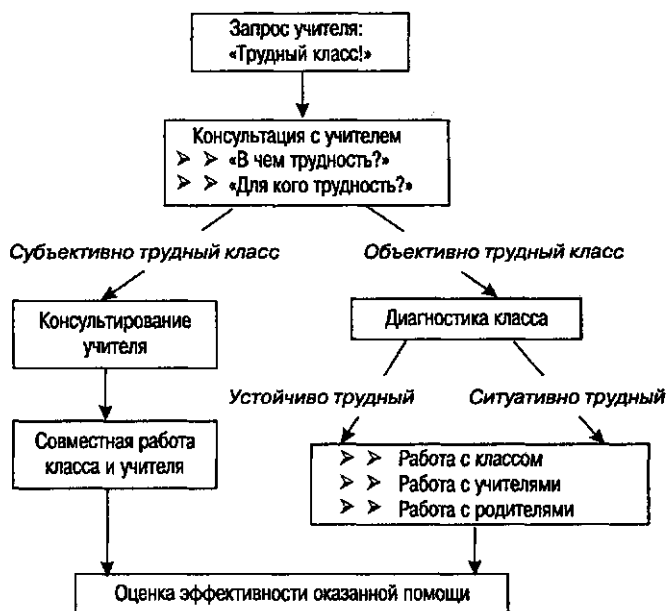 Запрос учителя:
«Трудный класс!»
Консультация с учителем
➢ ➢ «В чем трудность?»
➢ ➢ «Для кого трудность?»
Субъективно трудный класс
Объективно трудный класс
Консультирование
учителя
Диагностика класса
Устойчиво трудный
Ситуативно трудный
Совместная работа
класса и учителя
➢ ➢ Работа с классом
➢ ➢ Работа с учителями
➢ ➢ Работа с родителями
Оценка эффективности оказанной помощи